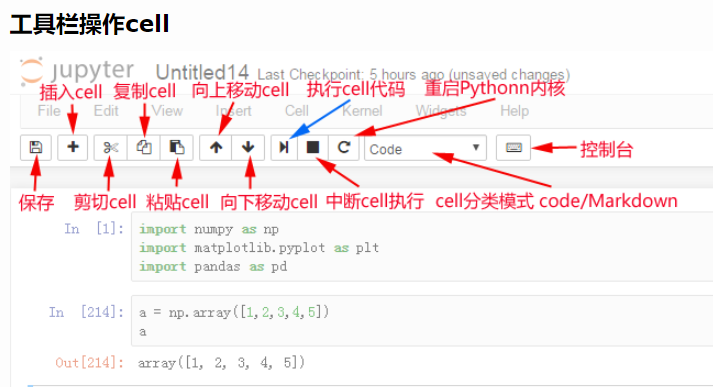 工具栏操作cell
jupyter Untitled14 Last Checkpoint: 5 hours ago (unsaved changes)
插入cell 复制cell 向上移动cell 执行cell代码 重启Pythonn内核
File Edit View Insert Cell Kernel Widgets Help
Code 控制台
保存 剪切cell 粘贴cell 向下移动cell 中断cell执行 cell分类模式 code/Markdown
In [1]: import numpy as np
import matplotlib.pyplot as plt
import pandas as pd
In [214]: a = np.array([1,2,3,4,5])
a
Out[214]: array([1, 2, 3, 4, 5])